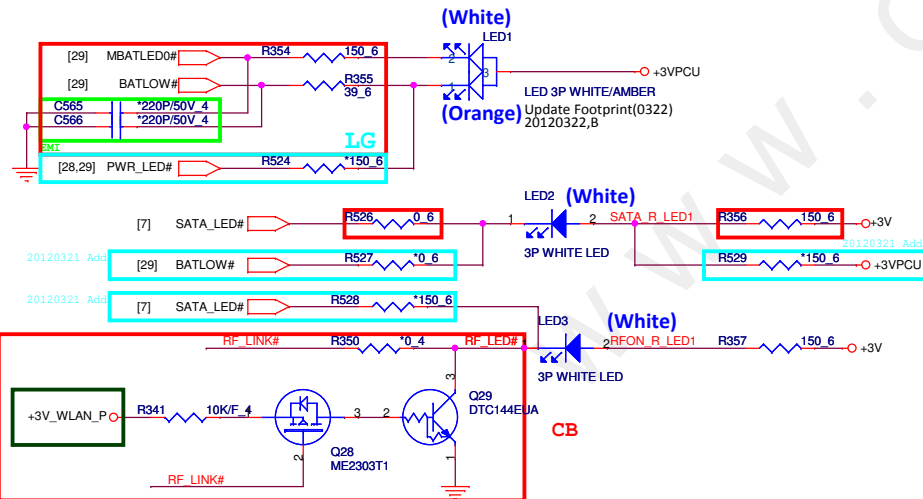 (White)
LED1
[29] MBATLED0# R354 150_6 2
3 +3VPCU
[29] BATLOW# R355 1
39_6
LED 3P WHITE/AMBER
C565 *220P/50V_4
(Orange) Update Footprint(0322)
C566 *220P/50V_4
20120322,B
EMI
LG
[28,29] PWR_LED# R524 *150_6
LED2 (White)
[7] SATA_LED# R526 0_6 1 2 SATA_R_LED1 R356 150_6 +3V
3P WHITE LED
20120321 Add
20120321 Add [29] BATLOW# R527 *0_6
R529 *150_6 +3VPCU
20120321 Add [7] SATA_LED# R528 *150_6
LED3 (White)
RF_LINK# R350 *0_4 RF_LED# 1 2 RFON_R_LED1 R357 150_6 +3V
3P WHITE LED
3
Q29
DTC144EUA
+3V_WLAN_P R341 10K/F_4 1 3 2
CB
Q28
ME2303T1
2 1
RF_LINK#
www.c